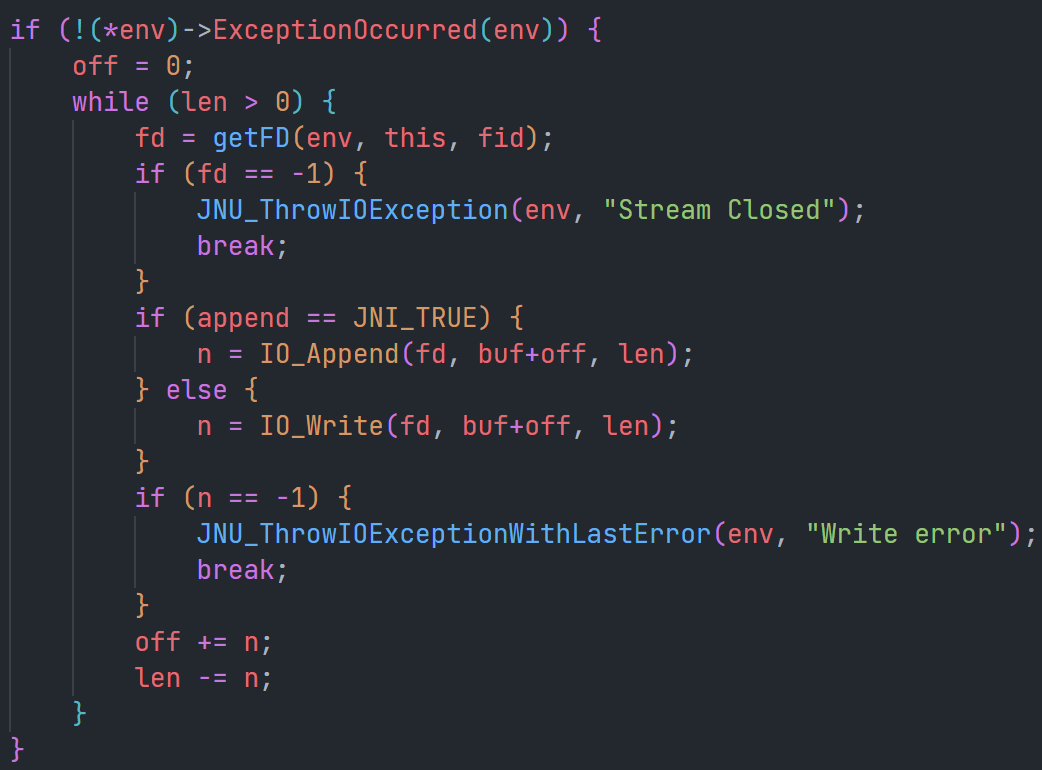 if (!(*env)->ExceptionOccurred(env)) {
    off = 0;
    while (len > 0) {
        fd = getFD(env, this, fid);
        if (fd == -1) {
            JNU_ThrowIOException(env, "Stream Closed");
            break;
        }
        if (append == JNI_TRUE) {
            n = IO_Append(fd, buf+off, len);
        } else {
            n = IO_Write(fd, buf+off, len);
        }
        if (n == -1) {
            JNU_ThrowIOExceptionWithLastError(env, "Write error");
            break;
        }
        off += n;
        len -= n;
    }
}